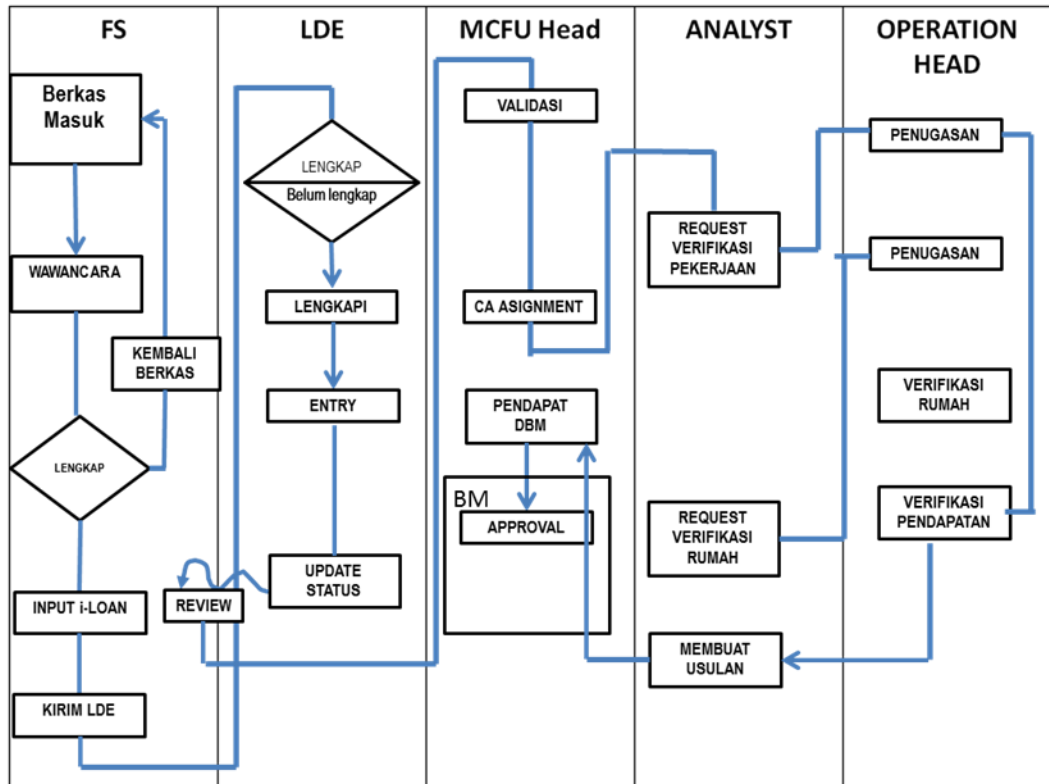 FS
LDE
MCFU Head
ANALYST
OPERATION
HEAD
Berkas
Masuk
WAWANCARA
KEMBALI
BERKAS
LENGKAP
INPUT i-LOAN
KIRIM LDE
REVIEW
LENGKAP
Belum lengkap
LENGKAPI
ENTRY
UPDATE
STATUS
VALIDASI
CA ASIGNMENT
PENDAPAT
DBM
BM
APPROVAL
REQUEST
VERIFIKASI
PEKERJAAN
REQUEST
VERIFIKASI
RUMAH
MEMBUAT
USULAN
PENUGASAN
PENUGASAN
VERIFIKASI
RUMAH
VERIFIKASI
PENDAPATAN